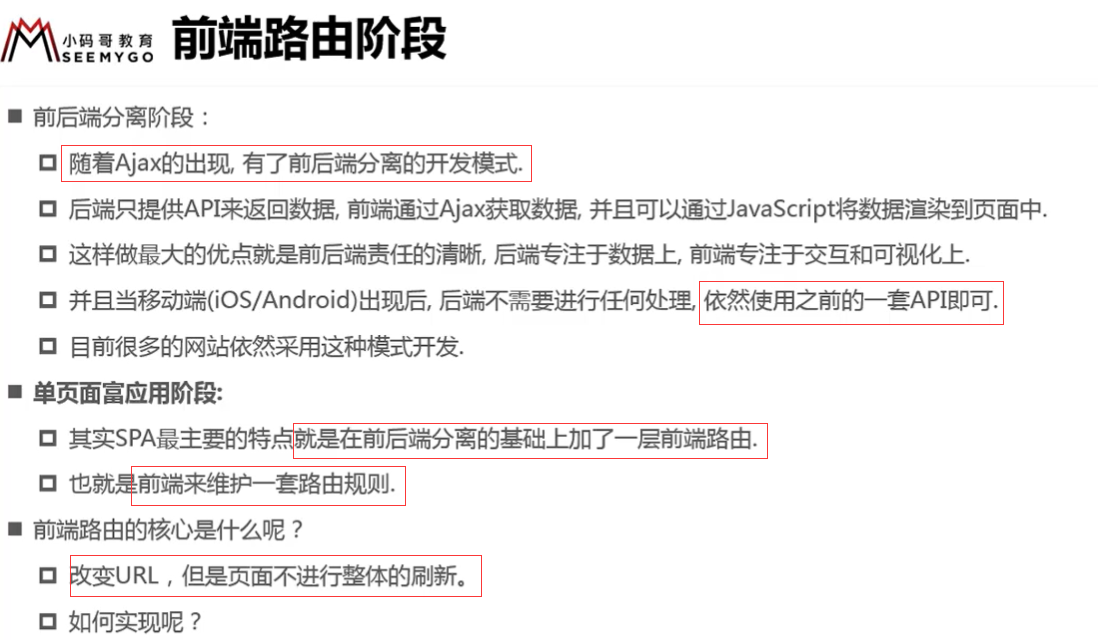 小码哥教育
SEEMYGO
前端路由阶段
前后端分离阶段：
随着Ajax的出现, 有了前后端分离的开发模式.
后端只提供API来返回数据, 前端通过Ajax获取数据, 并且可以通过JavaScript将数据渲染到页面中.
这样做最大的优点就是前后端责任的清晰, 后端专注于数据上, 前端专注于交互和可视化上.
并且当移动端(iOS/Android)出现后, 后端不需要进行任何处理, 依然使用之前的一套API即可.
目前很多的网站依然采用这种模式开发.
单页面富应用阶段:
其实SPA最主要的特点就是在前后端分离的基础上加了一层前端路由.
也就是前端来维护一套路由规则.
前端路由的核心是什么呢？
改变URL，但是页面不进行整体的刷新。
如何实现呢？